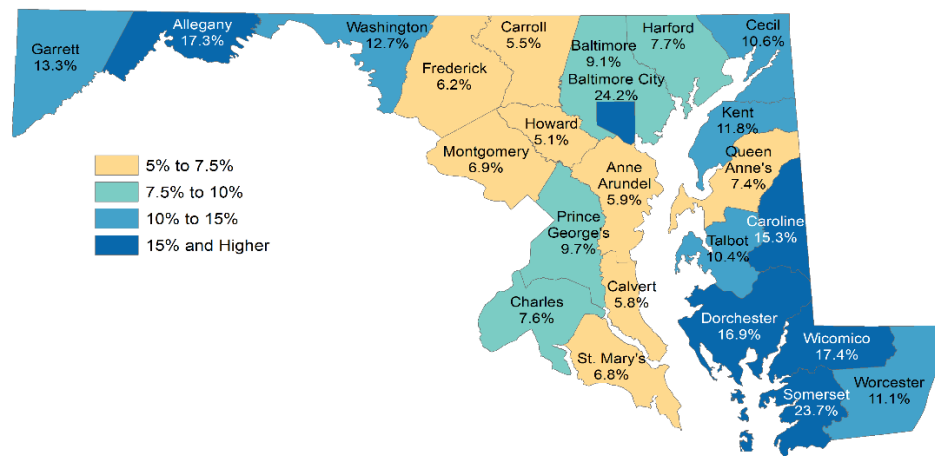 Garrett
13.3%
Allegany
17.3%
Washington
12.7%
Frederick
6.2%
Carroll
5.5%
Baltimore
9.1%
Baltimore City
24.2%
Harford
7.7%
Cecil
10.6%
Kent
11.8%
Queen
Anne's
7.4%
Howard
5.1%
Montgomery
6.9%
Anne
Arundel
5.9%
Prince
George's
9.7%
Caroline
15.3%
Talbot
10.4%
Calvert
5.8%
Charles
7.6%
St. Mary's
6.8%
Dorchester
16.9%
Wicomico
17.4%
Somerset
23.7%
Worcester
11.1%
5% to 7.5%
7.5% to 10%
10% to 15%
15% and Higher